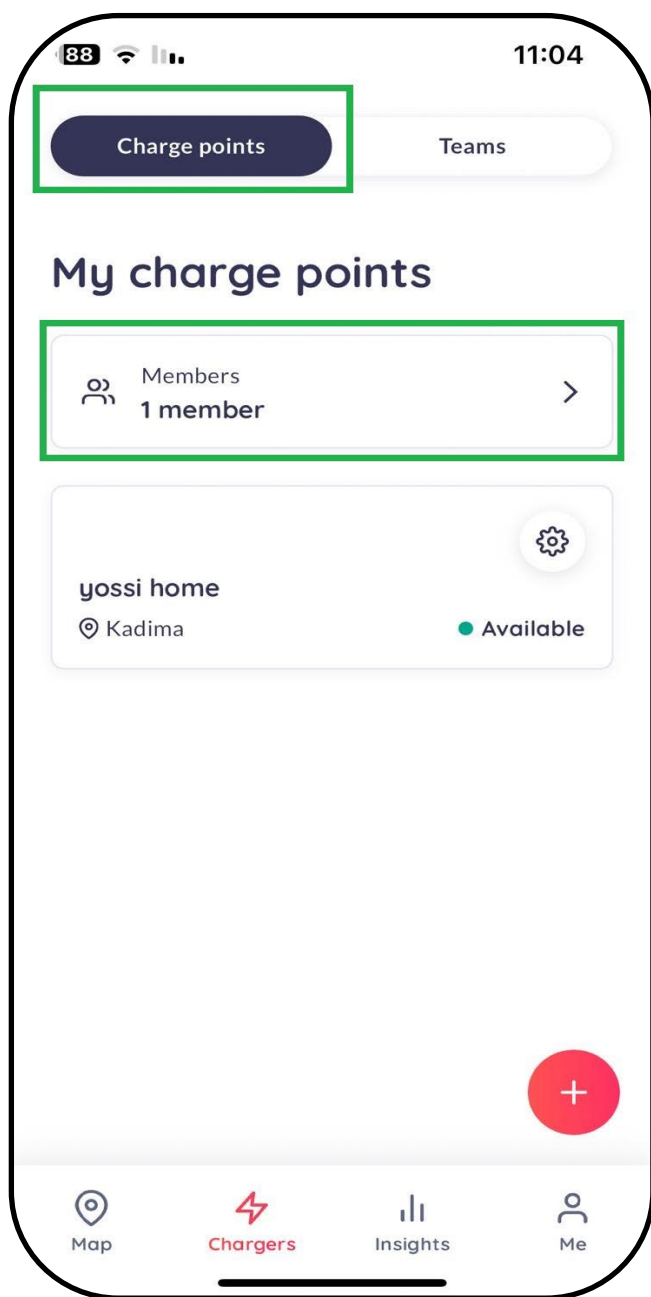 88 11:04
Charge points Teams
My charge points
Members
1 member
yossi home
Kadima Available
Map Chargers Insights Me